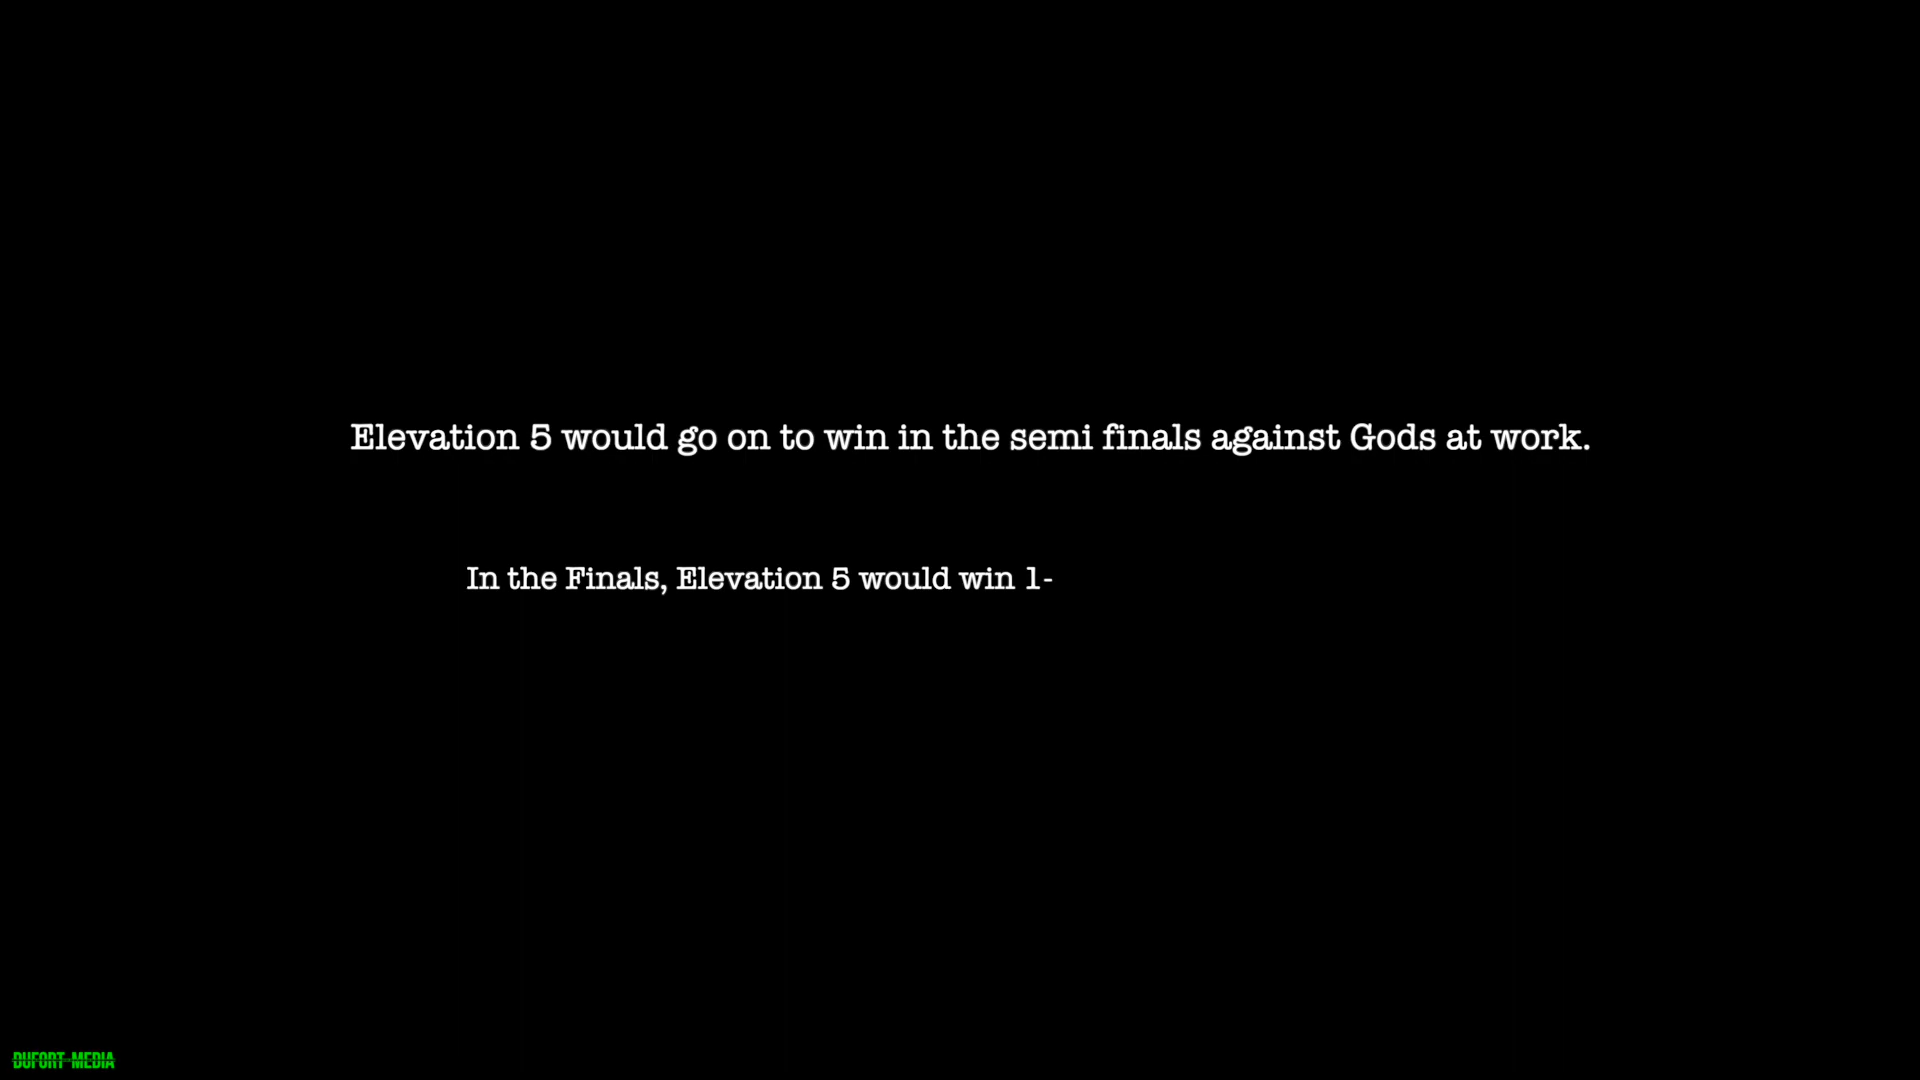 Elevation 5 would go on to win in the semi finals against Gods at work.
In the Finals, Elevation 5 would win 1-
DUFORT-MEDIA